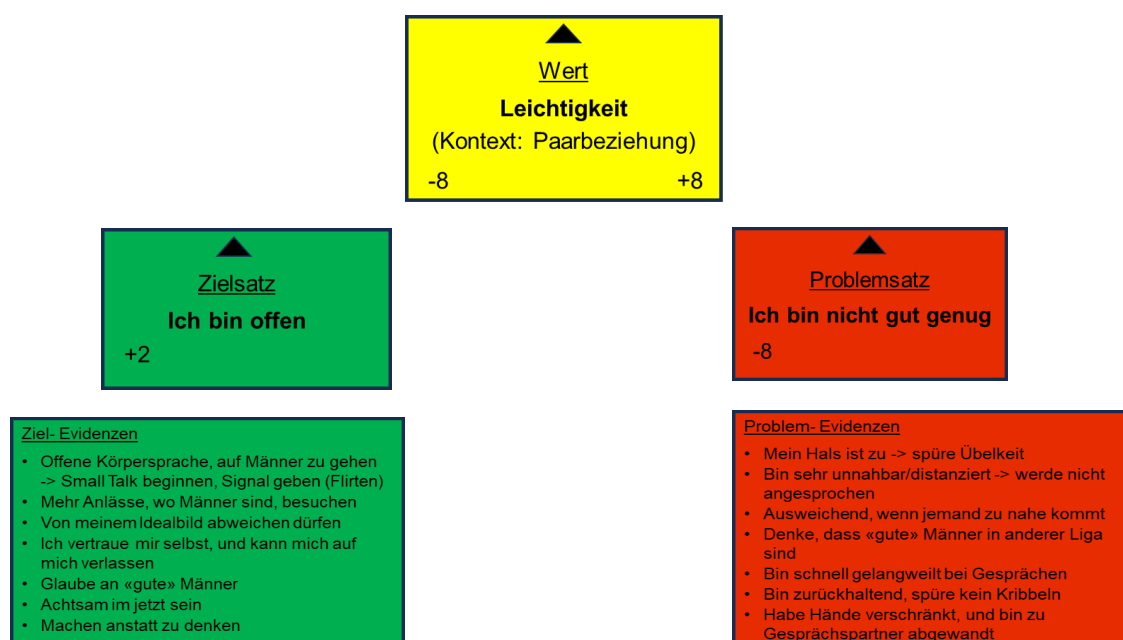 Wert
Leichtigkeit
(Kontext: Paarbeziehung)
-8 +8
Zielsatz
Ich bin offen
+2
Problemsatz
Ich bin nicht gut genug
-8
Ziel- Evidenzen
• Offene Körpersprache, auf Männer zu gehen
-> Small Talk beginnen, Signal geben (Flirten)
• Mehr Anlässe, wo Männer sind, besuchen
• Von meinem Idealbild abweichen dürfen
• Ich vertraue mir selbst, und kann mich auf
mich verlassen
• Glaube an «gute» Männer
• Achtsam im jetzt sein
• Machen anstatt zu denken
Problem- Evidenzen
• Mein Hals ist zu -> spüre Übelkeit
• Bin sehr unnahbar/distanziert -> werde nicht
angesprochen
• Ausweichend, wenn jemand zu nahe kommt
• Denke, dass «gute» Männer in anderer Liga
sind
• Bin schnell gelangweilt bei Gesprächen
• Bin zurückhaltend, spüre kein Kribbeln
• Habe Hände verschränkt, und bin zu
Gesprächspartner abgewandt